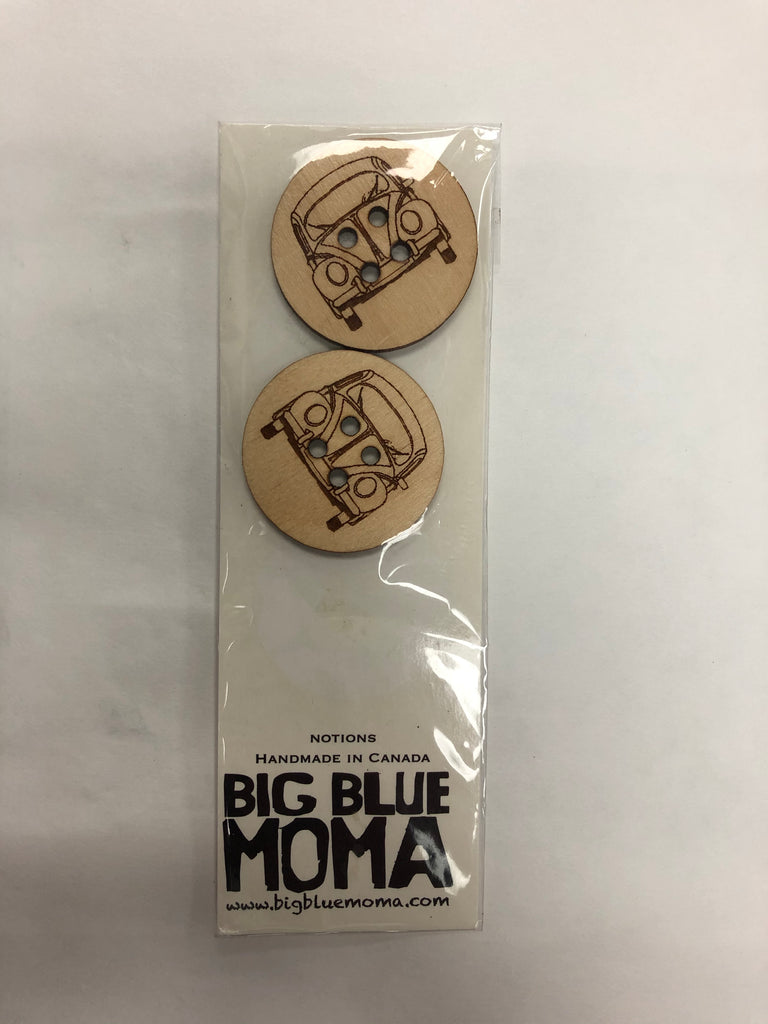 NOTIONS
HANDMADE IN CANADA
BIG BLUE
MOMA
www.bigbluemoma.com